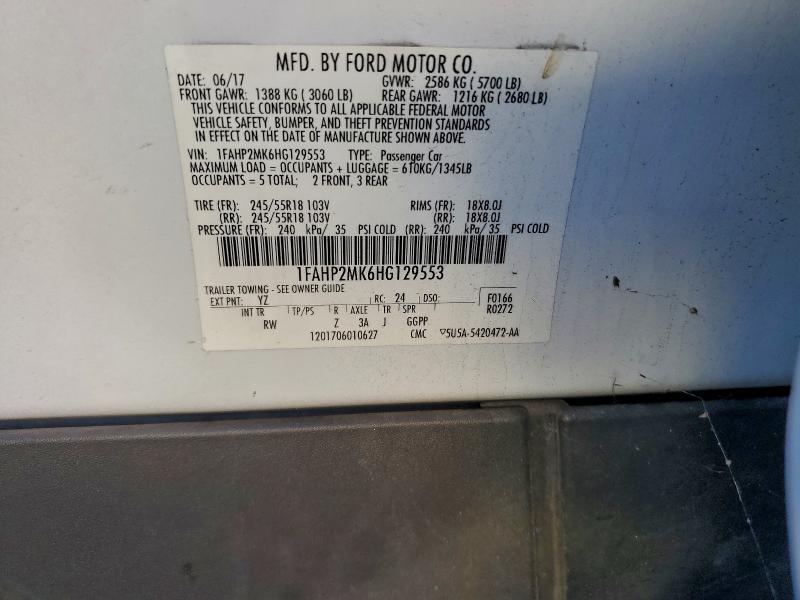 MFD. BY FORD MOTOR CO.
DATE: 06/17 GVWR: 2586 KG ( 5700 LB)
FRONT GAWR: 1388 KG ( 3060 LB) REAR GAWR: 1216 KG ( 2680 LB)
THIS VEHICLE CONFORMS TO ALL APPLICABLE FEDERAL MOTOR
VEHICLE SAFETY, BUMPER, AND THEFT PREVENTION STANDARDS
IN EFFECT ON THE DATE OF MANUFACTURE SHOWN ABOVE.
VIN: 1FAHP2MK6HG129553 TYPE: Passenger Car
MAXIMUM LOAD = OCCUPANTS + LUGGAGE = 610KG/1345LB
OCCUPANTS = 5 TOTAL; 2 FRONT, 3 REAR
TIRE (FR): 245/55R18 103V RIMS (FR): 18X8.0J
(RR): 245/55R18 103V (RR): 18X8.0J
PRESSURE (FR): 240 kPa/ 35 PSI COLD (RR): 240 kPa/ 35 PSI COLD
1FAHP2MK6HG129553
TRAILER TOWING - SEE OWNER GUIDE
EXT PNT: YZ RC: 24 DSO: F0166
INT TR TP/PS R AXLE TR SPR R0272
RW Z 3A J GGPP
1201706010627 CMC ▽5U5A-5420472-AA